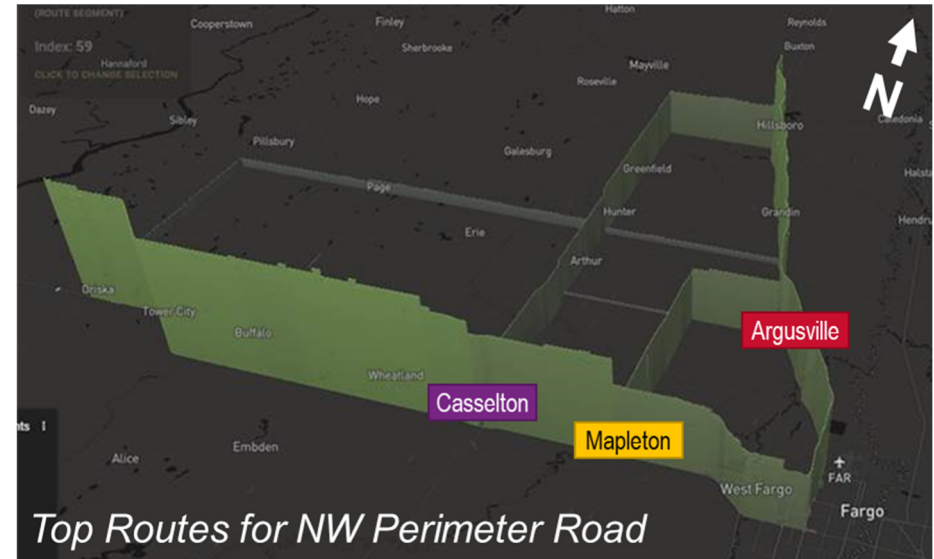 (ROUTE SEGMENT)
Index: 59
CLICK TO CHANGE SELECTION
Cooperstown
Finley
Hatton
Reynolds
Sherbrooke
Buxton
Hannaford
Mayville
Roseville
Dazey
Hope
Sibley
Hillsboro
Caledonia
Pillsbury
Galesburg
Greenfield
Halsta
Page
Hunter
Grandin
Hendru
Erie
Arthur
Oriska
Tower City
Argusville
Buffalo
Wheatland
Casselton
nts
Mapleton
Embden
Alice
West Fargo
FAR
Fargo
Top Routes for NW Perimeter Road
N